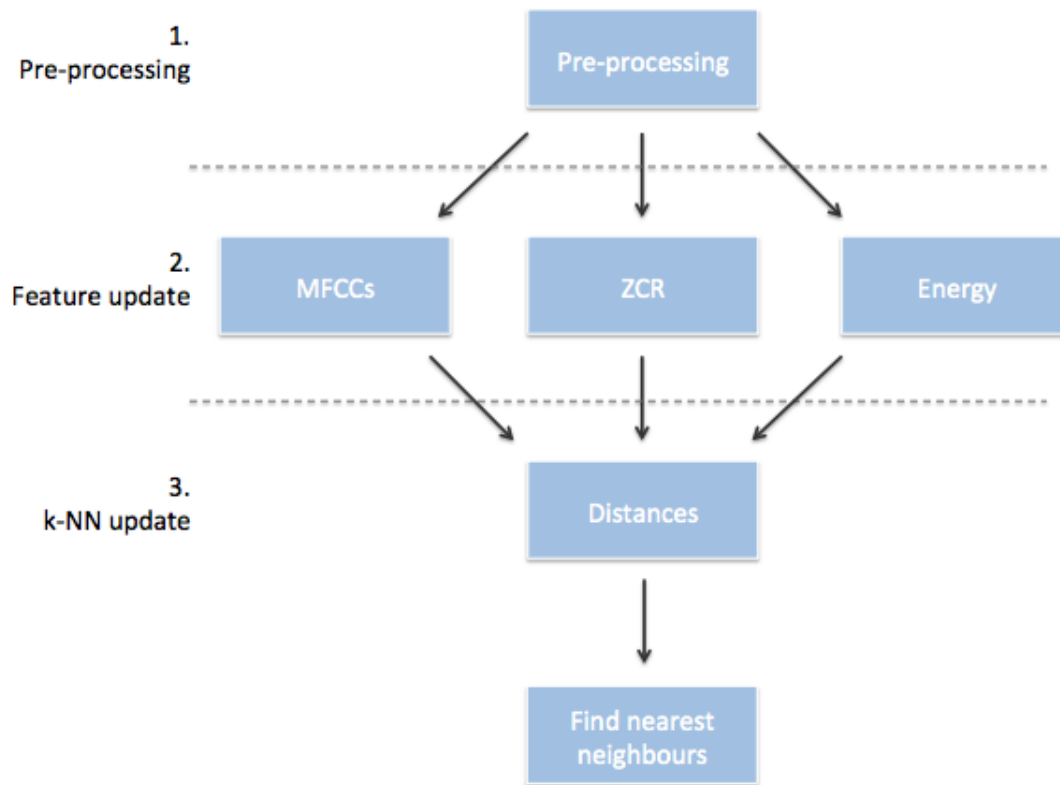 1.
Pre-processing
Pre-processing
2.
Feature update
MFCCs
ZCR
Energy
3.
k-NN update
Distances
Find nearest
neighbours